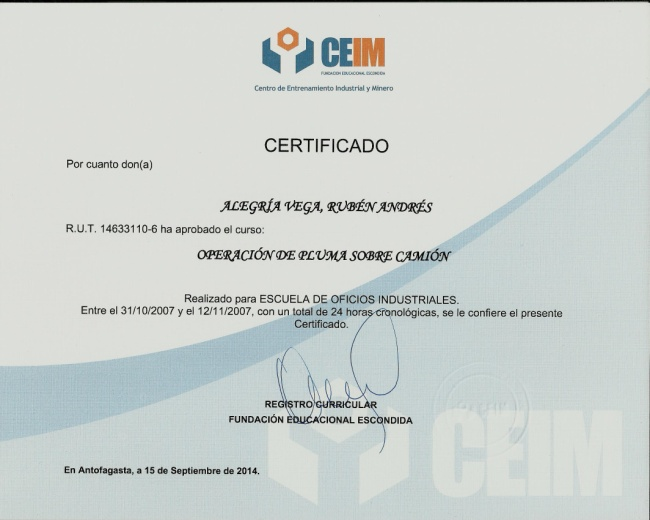 CEIM
FUNDACIÓN EDUCACIONAL ESCONDIDA
Centro de Entrenamiento Industrial y Minero
CERTIFICADO
Por cuanto don(a)
ALEGRÍA VEGA, RUBÉN ANDRÉS
R.U.T. 14633110-6 ha aprobado el curso:
OPERACIÓN DE PLUMA SOBRE CAMIÓN
Realizado para ESCUELA DE OFICIOS INDUSTRIALES.
Entre el 31/10/2007 y el 12/11/2007, con un total de 24 horas cronológicas, se le confiere el presente
Certificado.
REGISTRO CURRICULAR
FUNDACIÓN EDUCACIONAL ESCONDIDA
CEIM
En Antofagasta, a 15 de Septiembre de 2014.